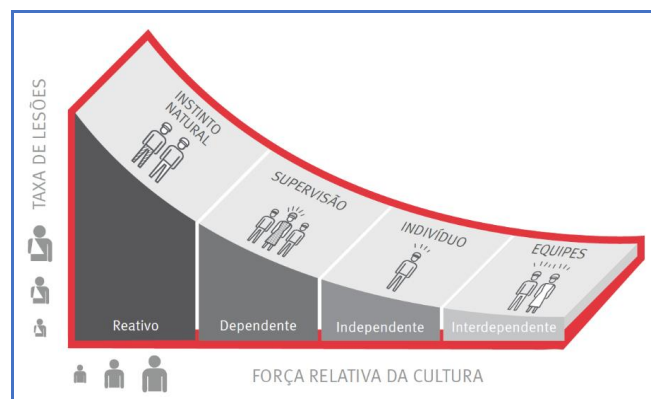 TAXA DE LESÕES
INSTINTO
NATURAL
SUPERVISÃO
INDIVÍDUO
EQUIPES
Reativo
Dependente
Independente
Interdependente
FORÇA RELATIVA DA CULTURA